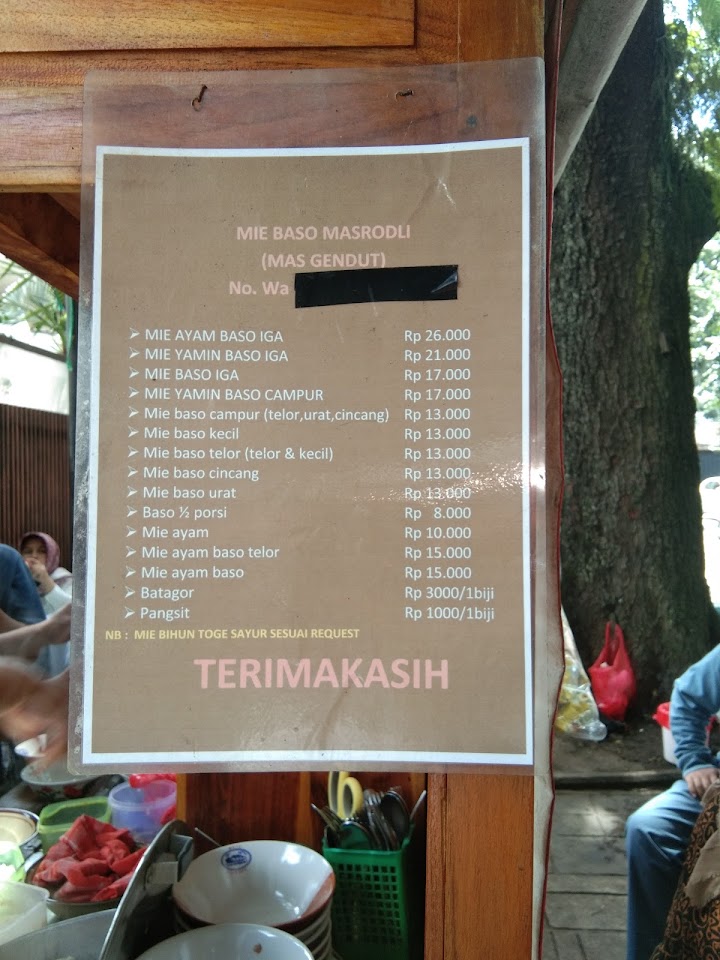 MIE BASO MASRODLI
(MAS GENDUT)
No. Wa
➢ MIE AYAM BASO IGA Rp 26.000
➢ MIE YAMIN BASO IGA Rp 21.000
➢ MIE BASO IGA Rp 17.000
➢ MIE YAMIN BASO CAMPUR Rp 17.000
➢ Mie baso campur (telor,urat,cincang) Rp 13.000
➢ Mie baso kecil Rp 13.000
➢ Mie baso telor (telor & kecil) Rp 13.000
➢ Mie baso cincang Rp 13.000
➢ Mie baso urat Rp 13.000
➢ Baso ½ porsi Rp 8.000
➢ Mie ayam Rp 10.000
➢ Mie ayam baso telor Rp 15.000
➢ Mie ayam baso Rp 15.000
➢ Batagor Rp 3000/1biji
➢ Pangsit Rp 1000/1biji
NB : MIE BIHUN TOGE SAYUR SESUAI REQUEST
TERIMAKASIH